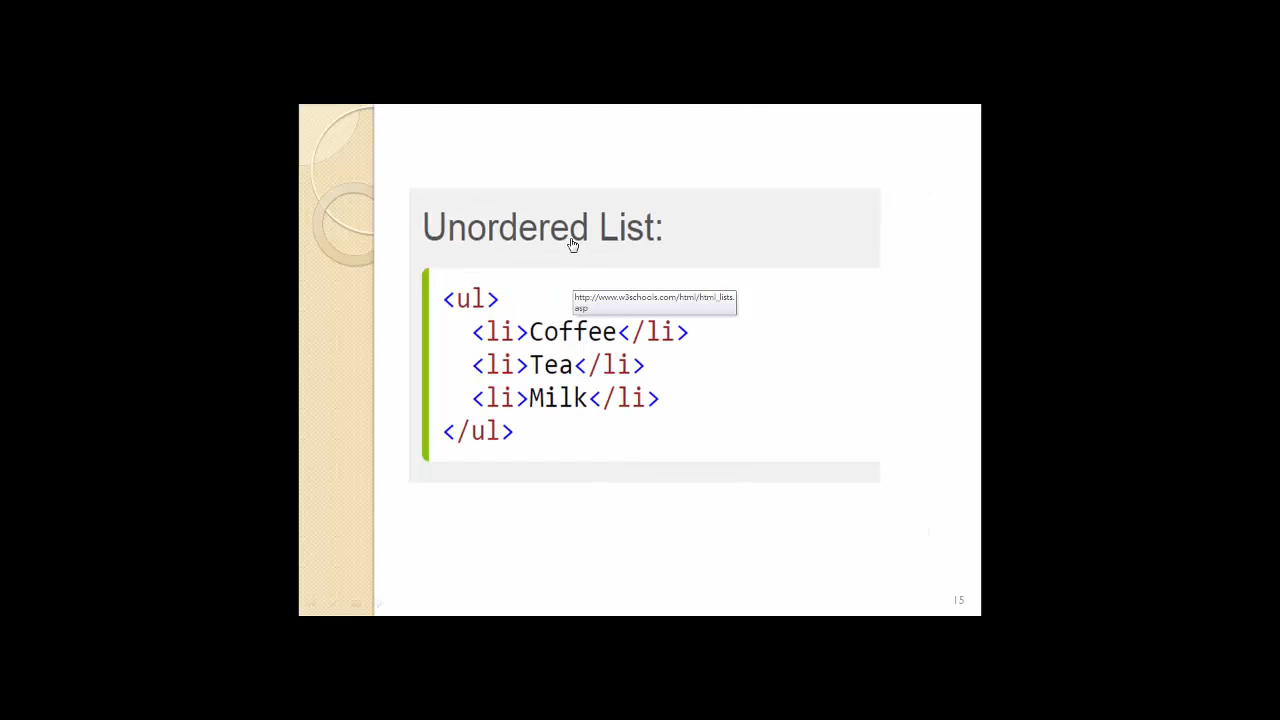 Unordered List:
<ul>
<li>Coffee</li>
<li>Tea</li>
<li>Milk</li>
</ul>
http://www.w3schools.com/html/html_lists.
asp
15